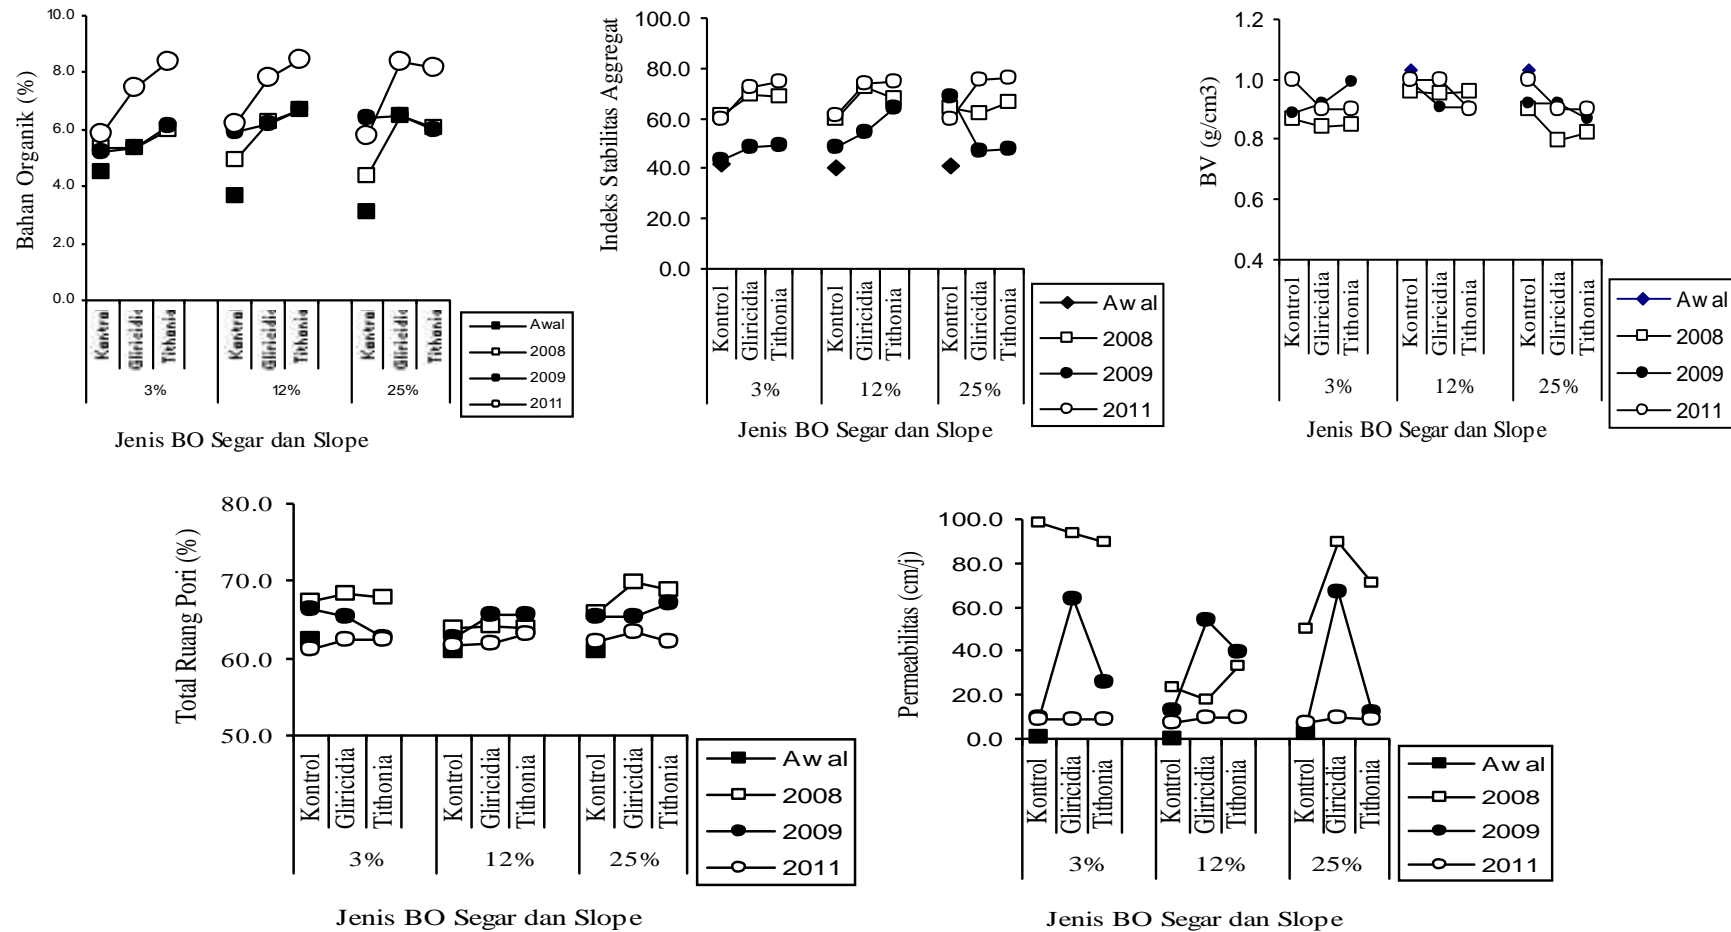 Bahan Organik (%)
10.0
8.0
6.0
4.0
2.0
0.0
Kontrol
Gliricidia
Tithonia
Kontrol
Gliricidia
Tithonia
Kontrol
Gliricidia
Tithonia
3%
12%
25%
Awal
2008
2009
2011
Jenis BO Segar dan Slope
Indeks Stabilitas Aggregat
100.0
80.0
60.0
40.0
20.0
0.0
Kontrol
Gliricidia
Tithonia
Kontrol
Gliricidia
Tithonia
Kontrol
Gliricidia
Tithonia
3%
12%
25%
Awal
2008
2009
2011
Jenis BO Segar dan Slope
BV (g/cm3)
1.2
1.0
0.8
0.6
0.4
Kontrol
Gliricidia
Tithonia
Kontrol
Gliricidia
Tithonia
Kontrol
Gliricidia
Tithonia
3%
12%
25%
Awal
2008
2009
2011
Jenis BO Segar dan Slope
Total Ruang Pori (%)
80.0
70.0
60.0
50.0
Kontrol
Gliricidia
Tithonia
Kontrol
Gliricidia
Tithonia
Kontrol
Gliricidia
Tithonia
3%
12%
25%
Awal
2008
2009
2011
Jenis BO Segar dan Slope
Permeabilitas (cm/j)
100.0
80.0
60.0
40.0
20.0
0.0
Kontrol
Gliricidia
Tithonia
Kontrol
Gliricidia
Tithonia
Kontrol
Gliricidia
Tithonia
3%
12%
25%
Awal
2008
2009
2011
Jenis BO Segar dan Slope